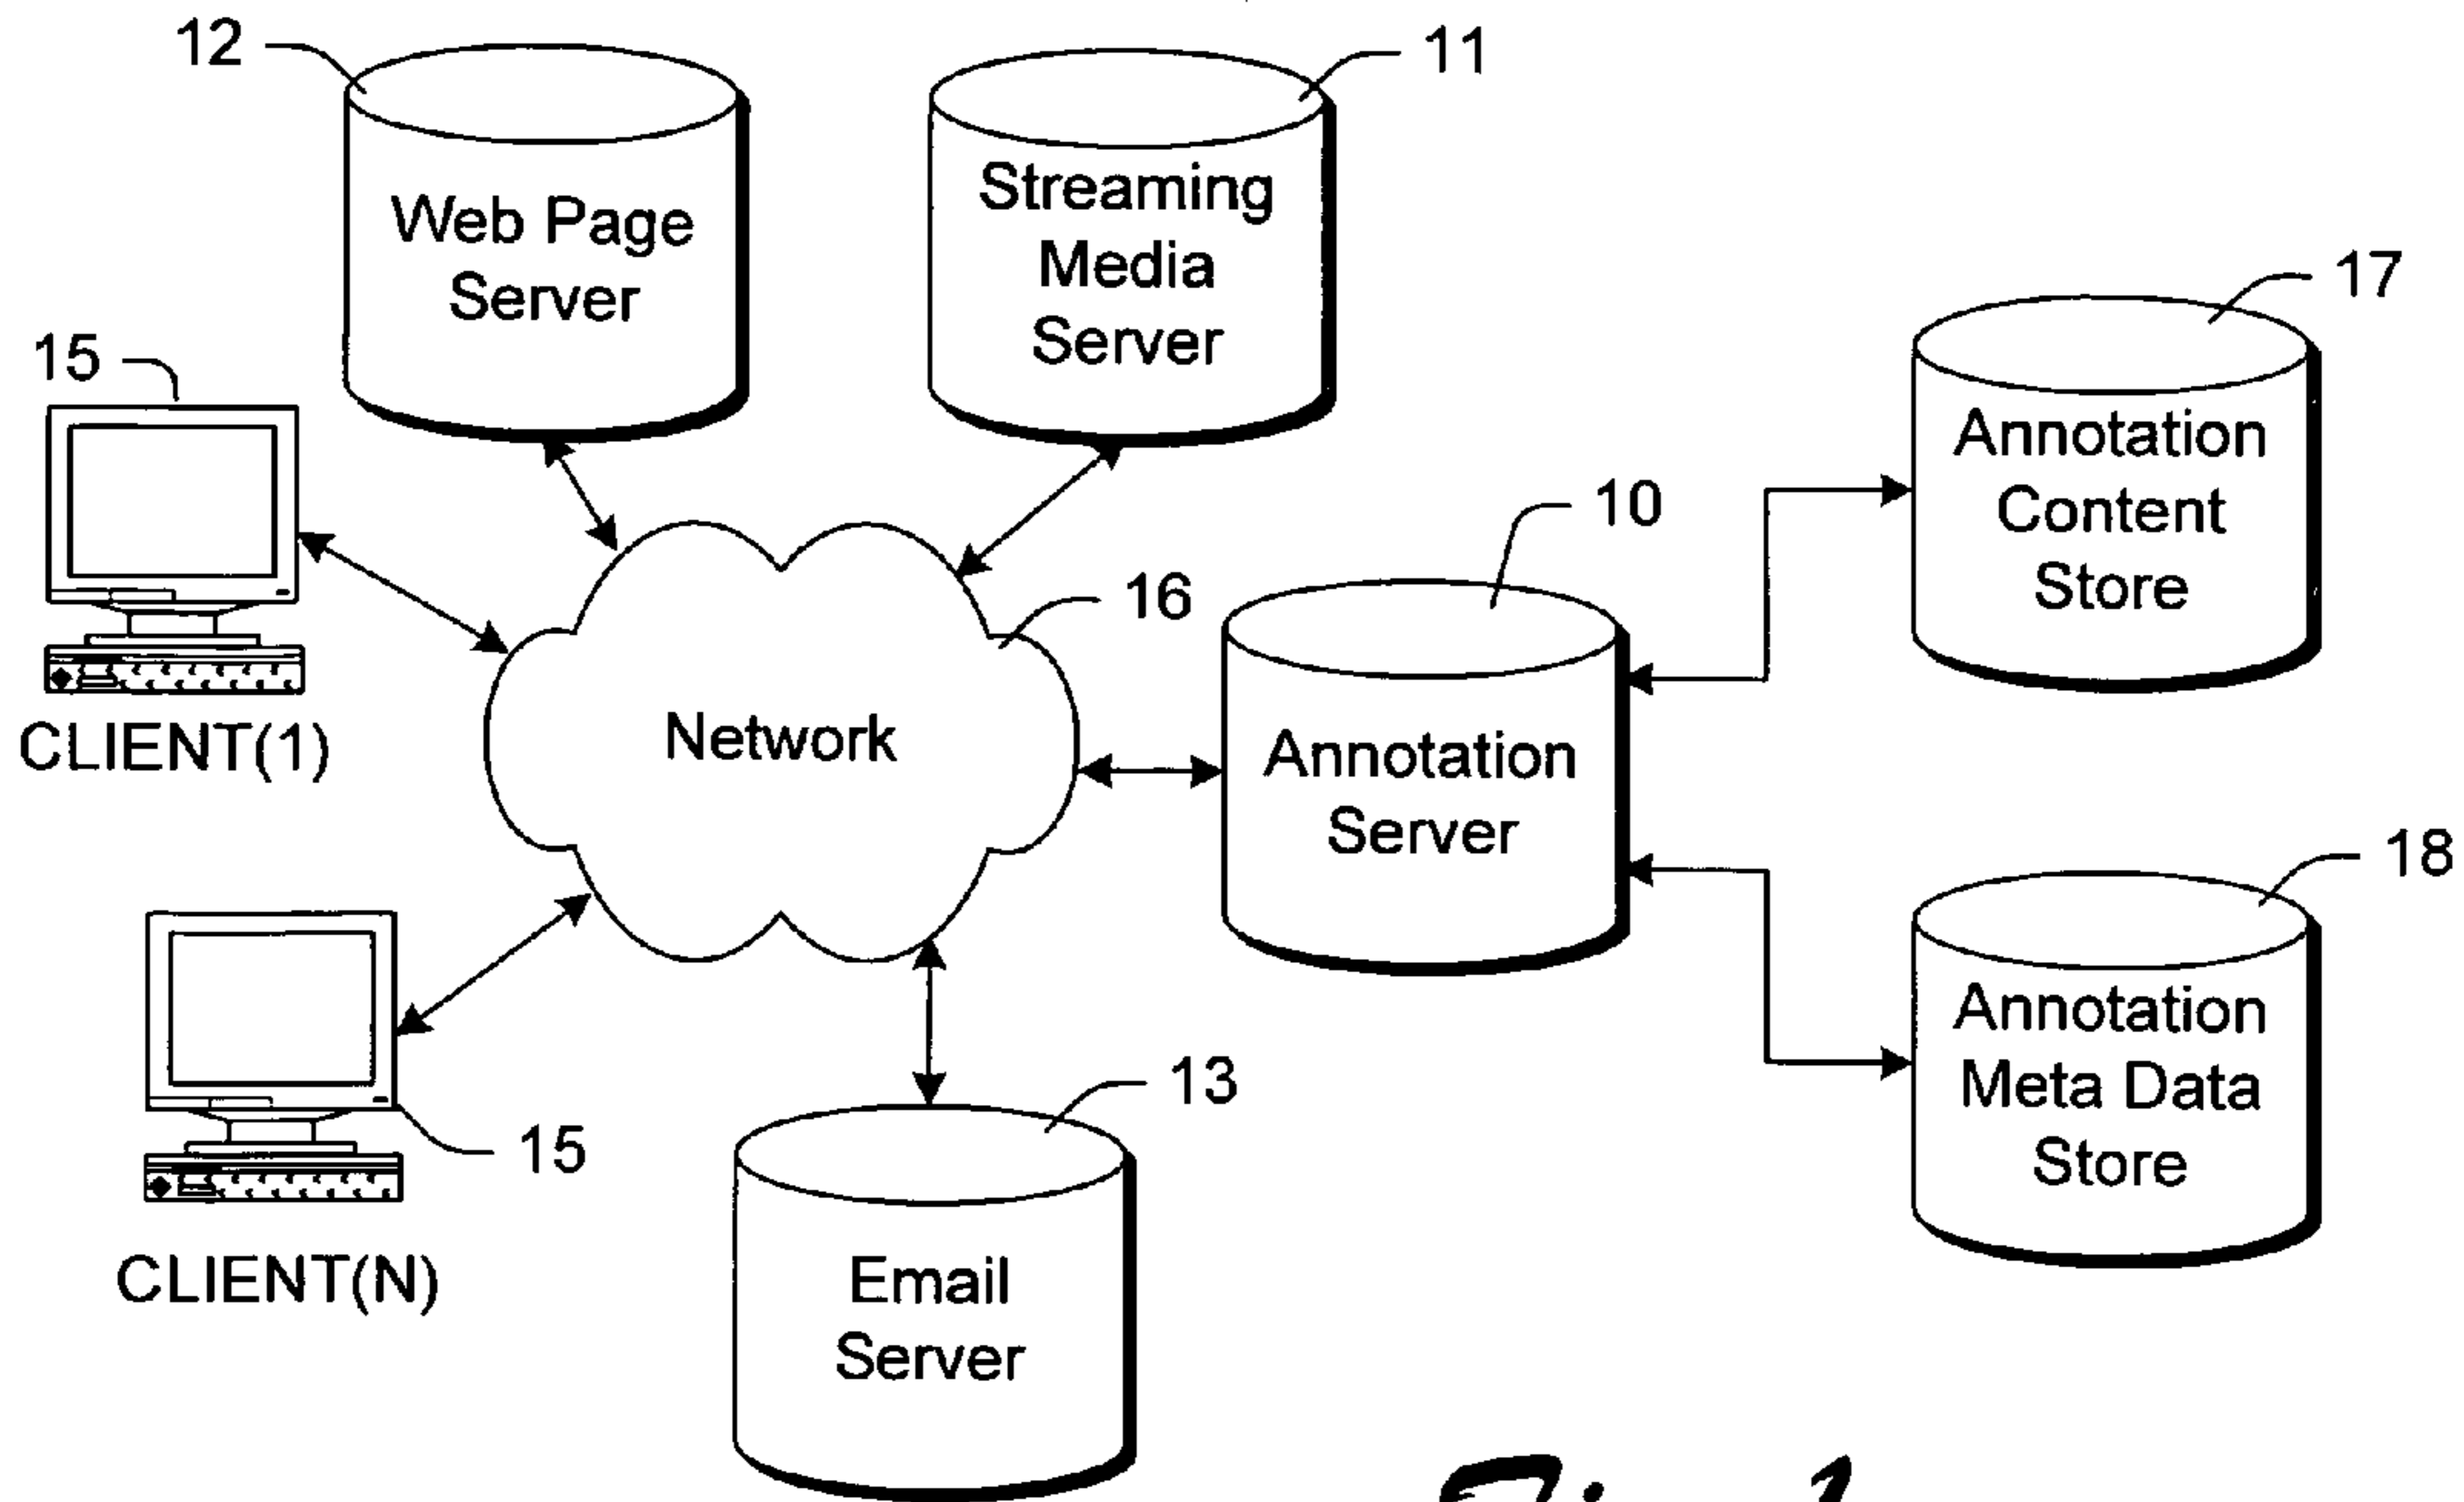 12
11
Web Page
Server
Streaming
Media
Server
17
15
Annotation
Content
Store
10
16
CLIENT(1)
Network
Annotation
Server
18
Annotation
Meta Data
Store
13
15
CLIENT(N)
Email
Server